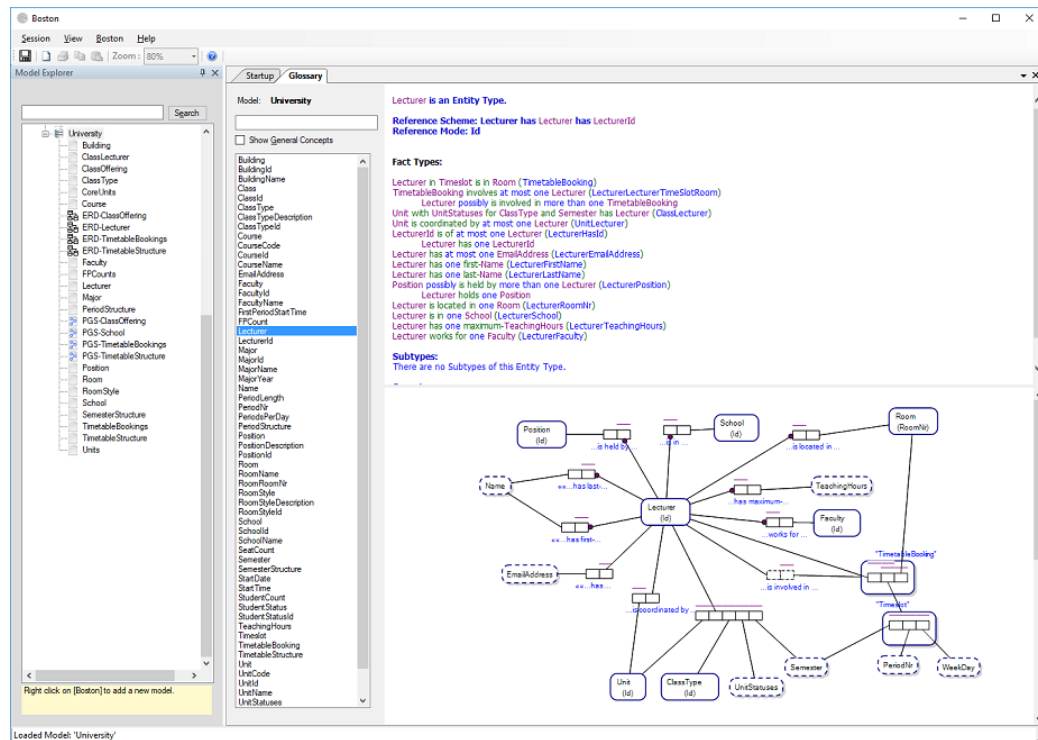 Boston
Session View Boston Help
Zoom : 80%
Model Explorer
Search
University
Building
ClassLecturer
ClassOffering
ClassType
CoreUnits
Course
ERD-ClassOffering
ERD-Lecturer
ERD-TimetableBookings
ERD-TimetableStructure
Faculty
FPCounts
Lecturer
Major
PeriodStructure
PGS-ClassOffering
PGS-School
PGS-TimetableBookings
PGS-TimetableStructure
Position
Room
RoomStyle
School
SemesterStructure
TimetableBookings
TimetableStructure
Units
Right click on [Boston] to add a new model.
Startup Glossary
Model: University
Show General Concepts
Building
BuildingId
BuildingName
Class
ClassId
ClassType
ClassTypeDescription
ClassTypeId
Course
CourseCode
CourseId
CourseName
EmailAddress
Faculty
FacultyId
FacultyName
FirstPeriodStartTime
FPCount
Lecturer
LecturerId
Major
MajorId
MajorName
MajorYear
Name
PeriodLength
PeriodNr
PeriodsPerDay
PeriodStructure
Position
PositionDescription
PositionId
Room
RoomName
RoomRoomNr
RoomStyle
RoomStyleDescription
RoomStyleId
School
SchoolId
SchoolName
SeatCount
Semester
SemesterStructure
StartDate
StartTime
StudentCount
StudentStatus
StudentStatusId
TeachingHours
Timeslot
TimetableBooking
TimetableStructure
Unit
UnitCode
UnitId
UnitName
UnitStatuses
Lecturer is an Entity Type.
Reference Scheme: Lecturer has Lecturer has LecturerId
Reference Mode: Id
Fact Types:
Lecturer in Timeslot is in Room (TimetableBooking)
TimetableBooking involves at most one Lecturer (LecturerLecturerTimeSlotRoom)
Lecturer possibly is involved in more than one TimetableBooking
Unit with UnitStatuses for ClassType and Semester has Lecturer (ClassLecturer)
Unit is coordinated by at most one Lecturer (UnitLecturer)
LecturerId is of at most one Lecturer (LecturerHasId)
Lecturer has one LecturerId
Lecturer has at most one EmailAddress (LecturerEmailAddress)
Lecturer has one first-Name (LecturerFirstName)
Lecturer has one last-Name (LecturerLastName)
Position possibly is held by more than one Lecturer (LecturerPosition)
Lecturer holds one Position
Lecturer is located in one Room (LecturerRoomNr)
Lecturer is in one School (LecturerSchool)
Lecturer has one maximum-TeachingHours (LecturerTeachingHours)
Lecturer works for one Faculty (LecturerFaculty)
Subtypes:
There are no Subtypes of this Entity Type.
Position
(Id)
...is held by ...
School
(Id)
...is in ...
Room
(RoomNr)
...is located in ...
Name
««...has last-...
TeachingHours
...has maximum-...
Lecturer
(Id)
Faculty
(Id)
...works for ...
««...has first-...
"TimetableBooking"
EmailAddress
««...has ...
...is involved in ...
...is coordinated by ...
"Timeslot"
Semester
PeriodNr
WeekDay
Unit
(Id)
ClassType
(Id)
UnitStatuses
Loaded Model: 'University'